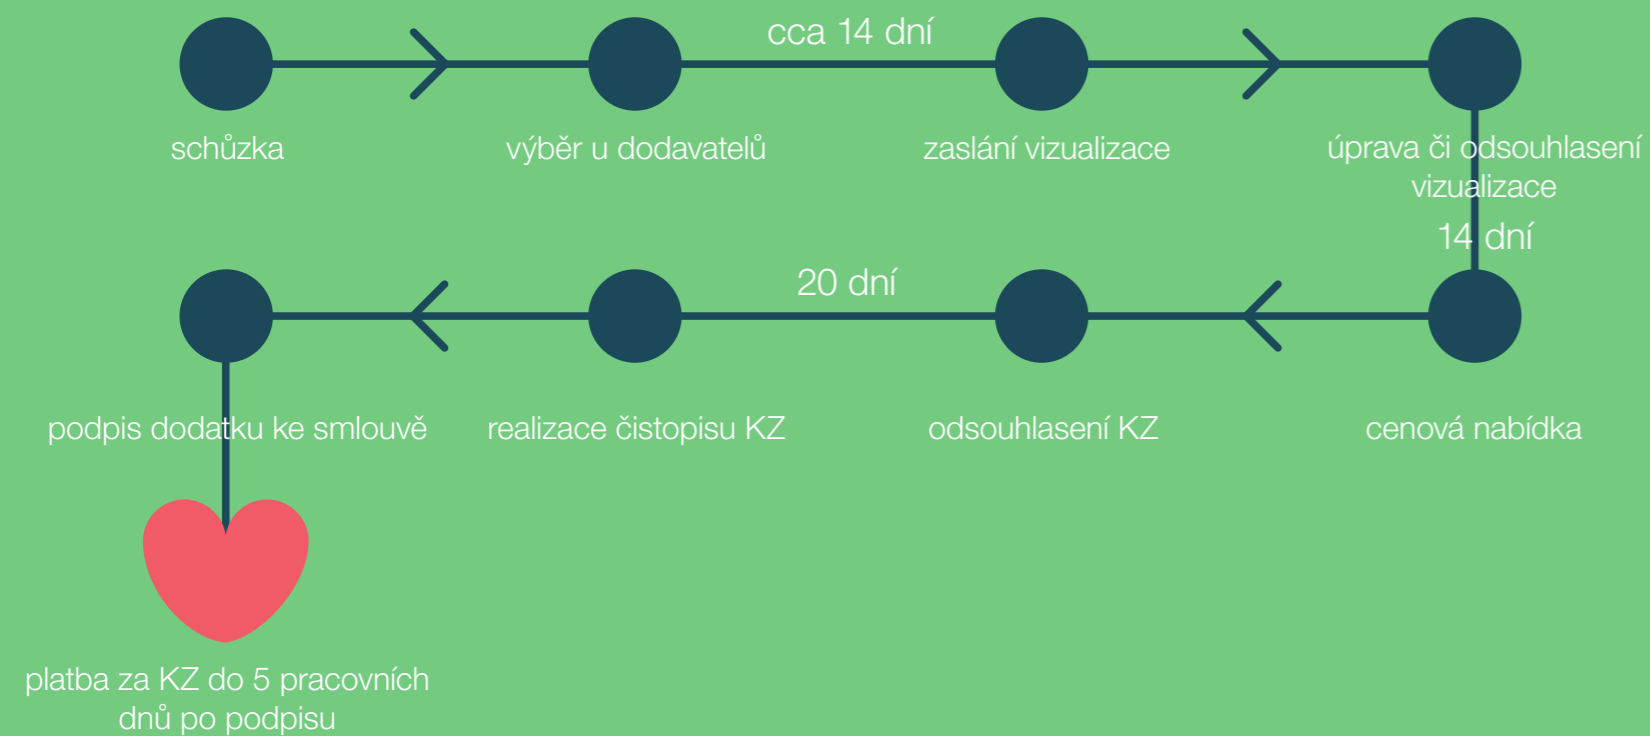 cca 14 dní
schůzka
výběr u dodavatelů
zaslání vizualizace
úprava či odsouhlasení
vizualizace
14 dní
20 dní
podpis dodatku ke smlouvě
realizace čistopisu KZ
odsouhlasení KZ
cenová nabídka
platba za KZ do 5 pracovních
dnů po podpisu